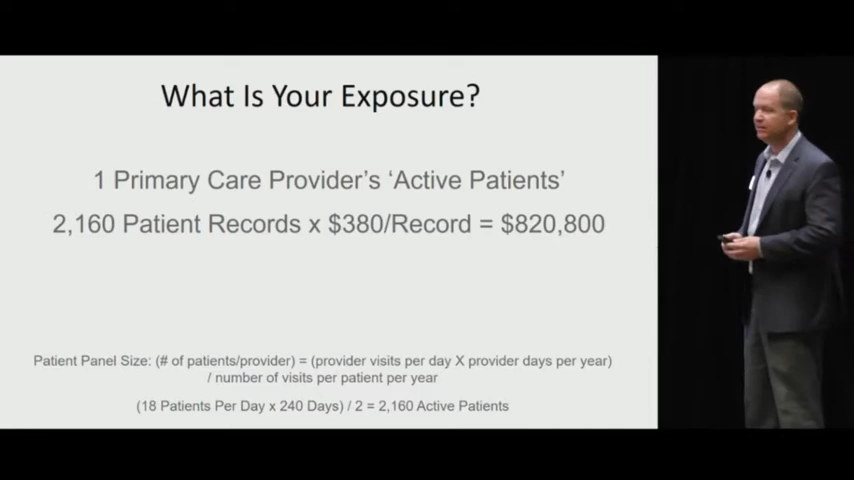 What Is Your Exposure?
1 Primary Care Provider's 'Active Patients'
2,160 Patient Records x $380/Record = $820,800
Patient Panel Size: (# of patients/provider) = (provider visits per day X provider days per year)
/ number of visits per patient per year
(18 Patients Per Day x 240 Days) / 2 = 2,160 Active Patients